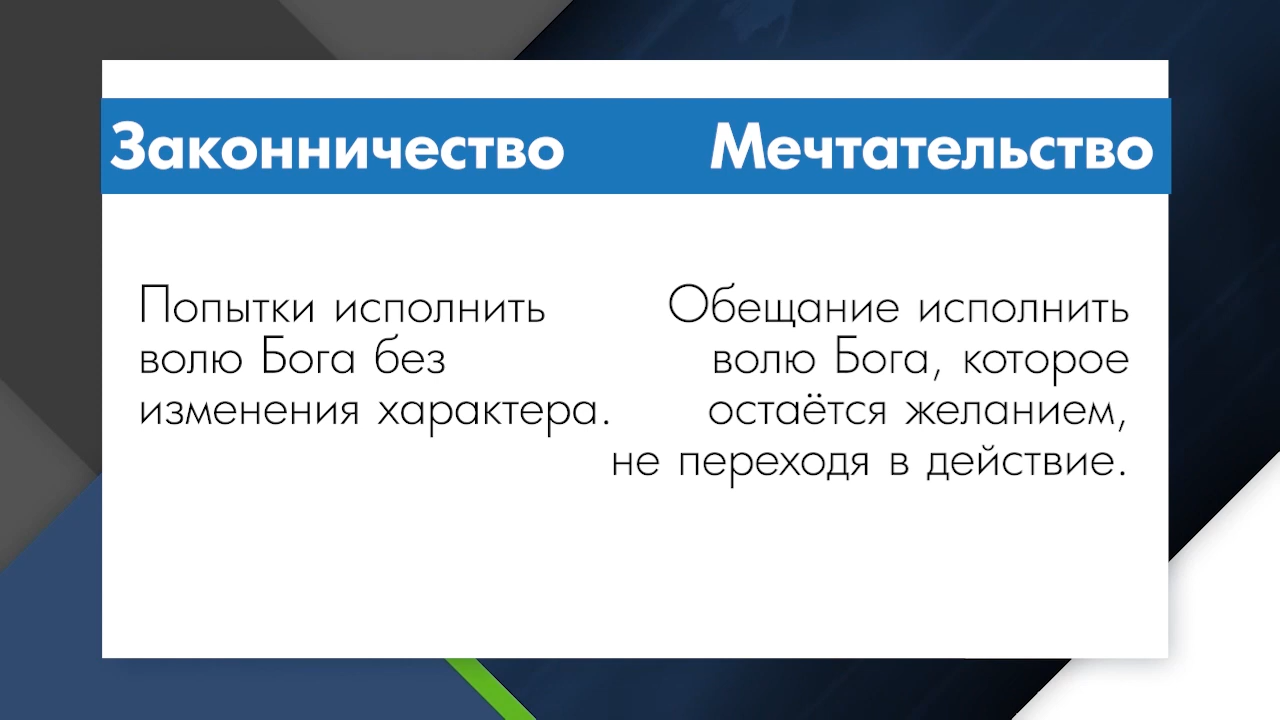 Законничество
Мечтательство
Попытки исполнить
волю Бога без
изменения характера.
Обещание исполнить
волю Бога, которое
остаётся желанием,
не переходя в действие.